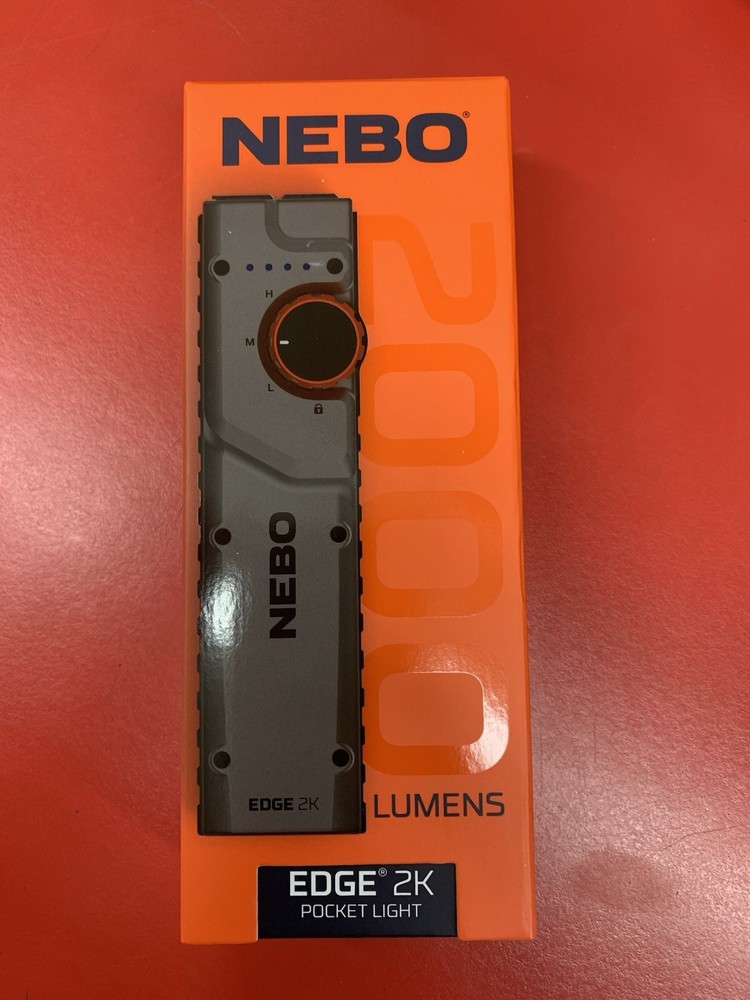 NEBO®
2000
H
M
L
NEBO
EDGE 2K
LUMENS
EDGE® 2K
POCKET LIGHT